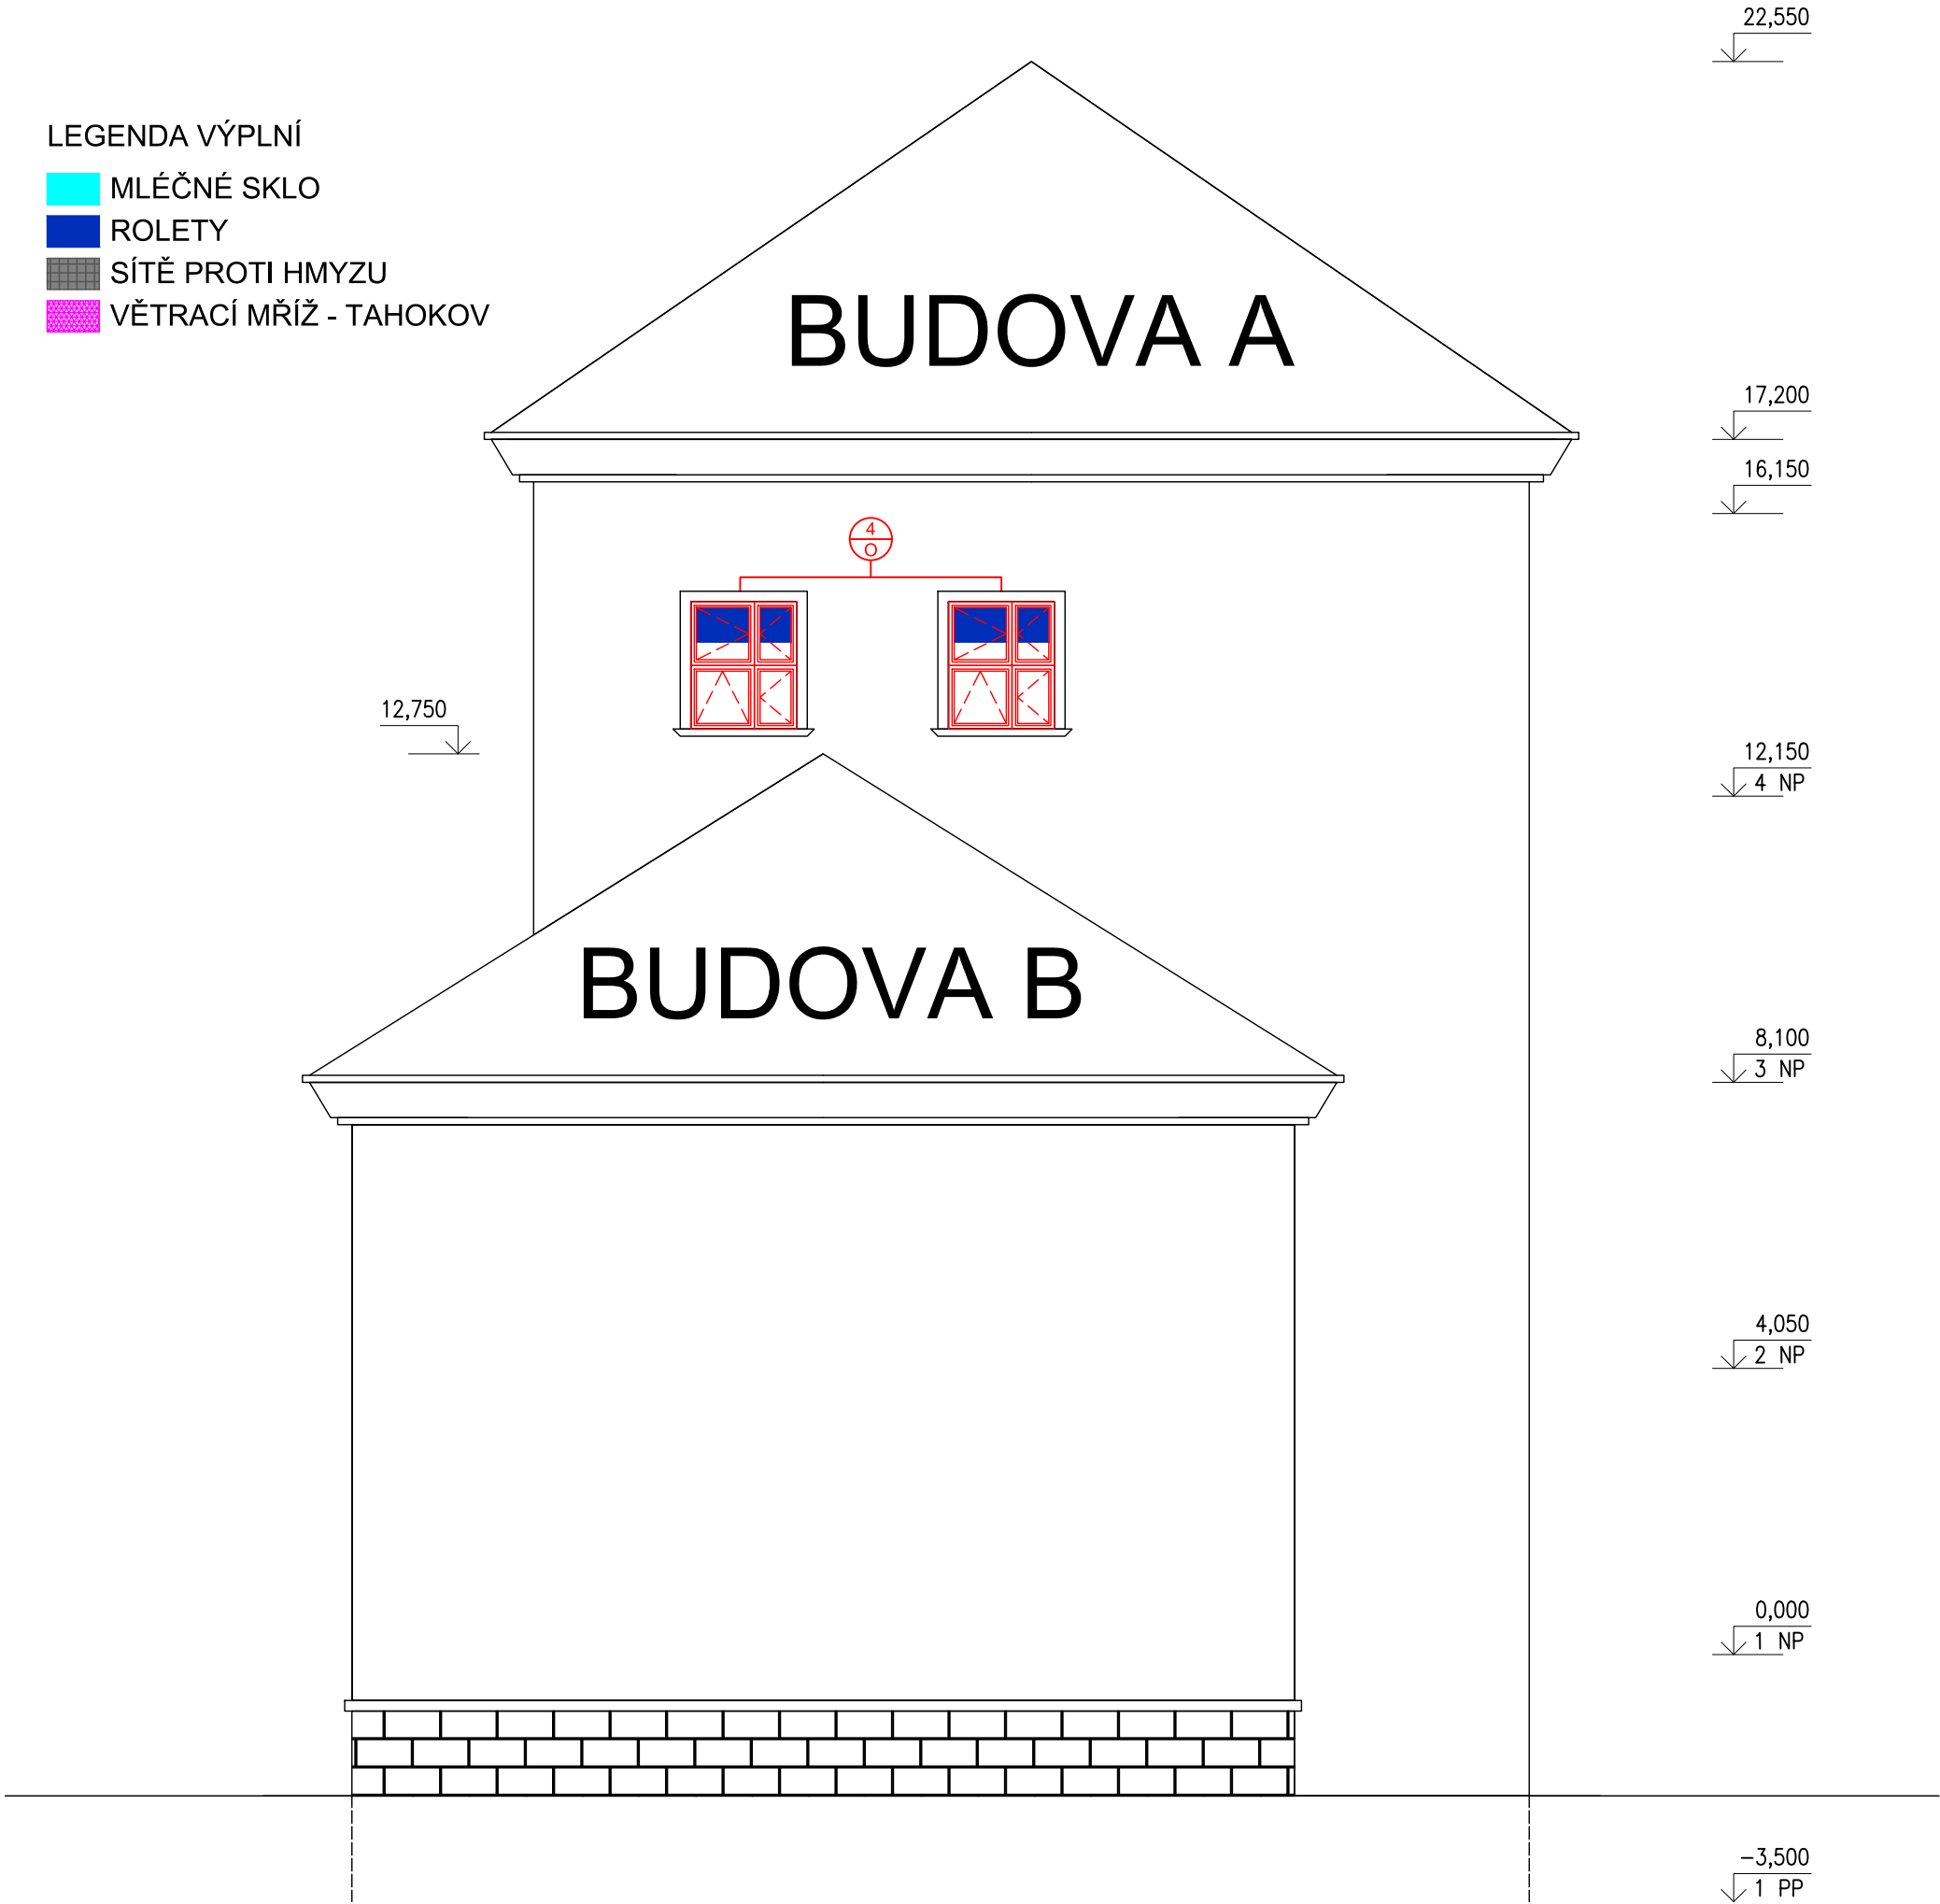 22,550
LEGENDA VÝPLNÍ
MLÉČNÉ SKLO
ROLETY
SÍTĚ PROTI HMYZU
VĚTRACÍ MŘÍŽ - TAHOKOV
BUDOVA A
17,200
16,150
4
O
12,750
12,150
4 NP
BUDOVA B
8,100
3 NP
4,050
2 NP
0,000
1 NP
-3,500
1 PP